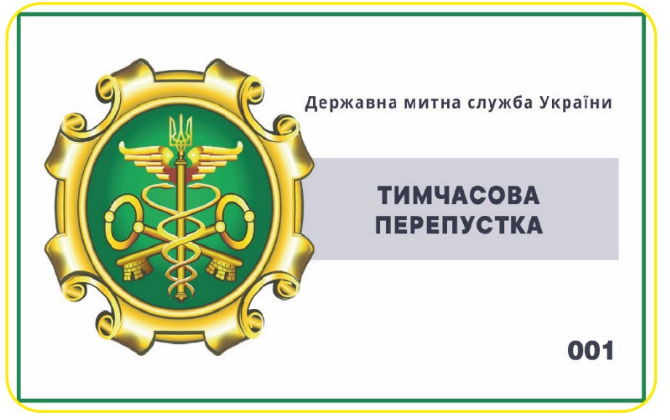 Державна митна служба України
ТИМЧАСОВА
ПЕРЕПУСТКА
001